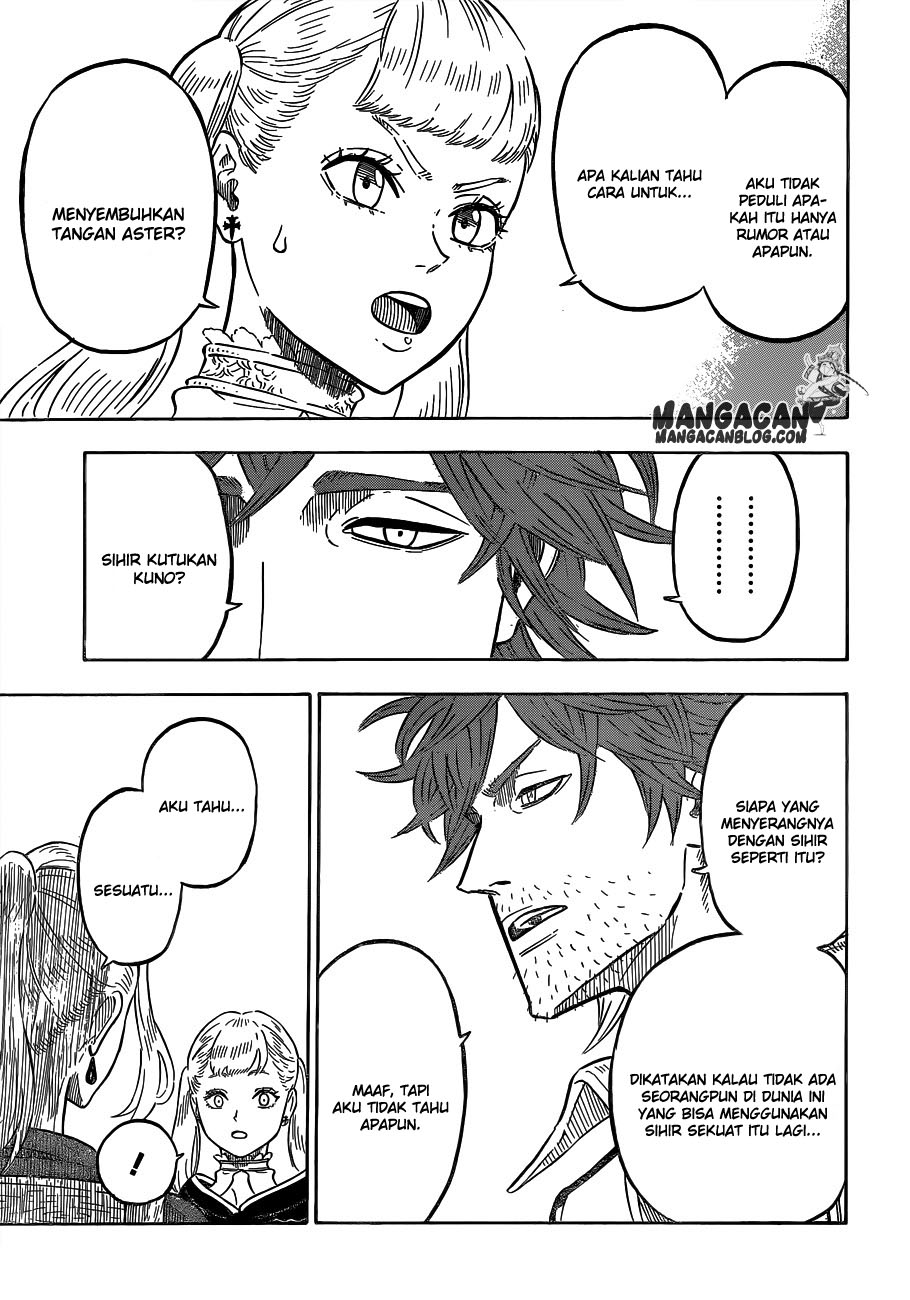 AKU TIDAK
PEDULI APA-
KAH ITU HANYA
RUMOR ATAU
APAPUN.
APA KALIAN TAHU
CARA UNTUK...
MENYEMBUHKAN
TANGAN ASTER?
MANGACAN
MANGACANBLOG.COM
..........
..........
SIHIR KUTUKAN
KUNO?
SIAPA YANG
MENYERANGNYA
DENGAN SIHIR
SEPERTI ITU?
DIKATAKAN KALAU TIDAK ADA
SEORANGPUN DI DUNIA INI
YANG BISA MENGGUNAKAN
SIHIR SEKUAT ITU LAGI...
MAAF, TAPI
AKU TIDAK TAHU
APAPUN.
AKU TAHU...
SESUATU...
!